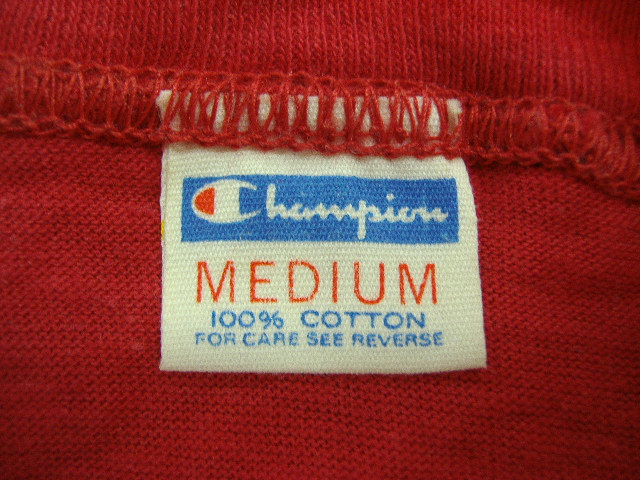 Champion
MEDIUM
100% COTTON
FOR CARE SEE REVERSE